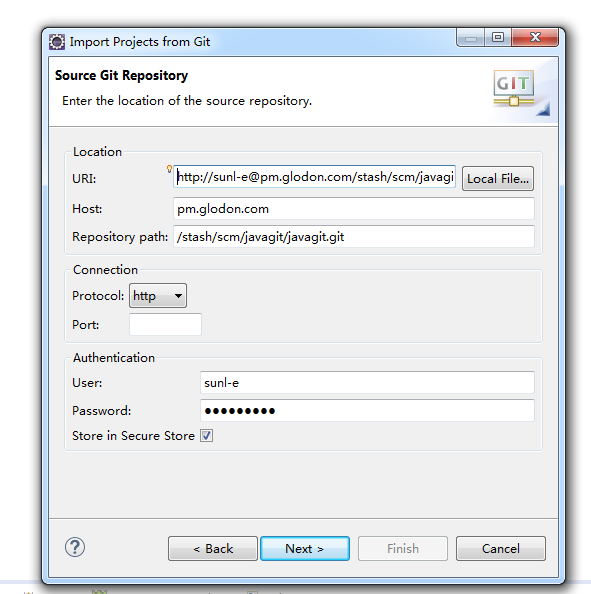 Import Projects from Git
Source Git Repository
Enter the location of the source repository.
GIT
Location
URI: http://sunl-e@pm.glodon.com/stash/scm/javagi Local File...
Host: pm.glodon.com
Repository path: /stash/scm/javagit/javagit.git
Connection
Protocol: http
Port:
Authentication
User: sunl-e
Password: ●●●●●●●●●
Store in Secure Store
? < Back Next > Finish Cancel